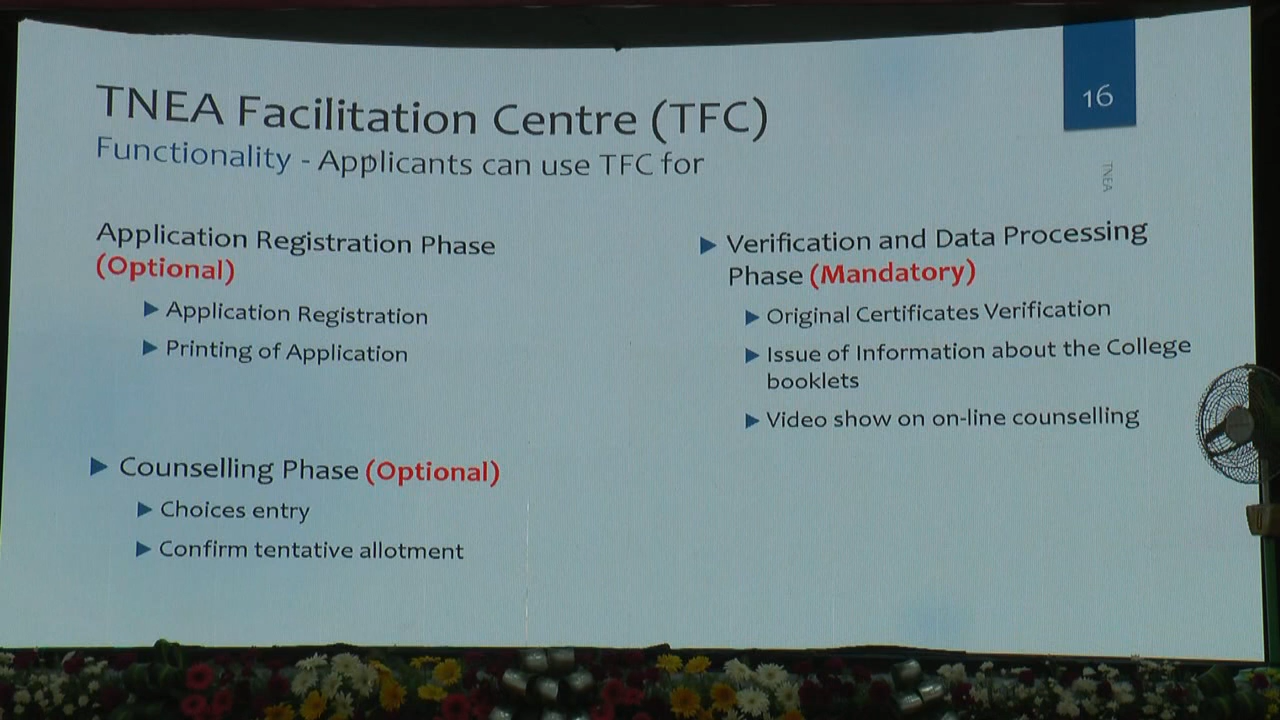 TNEA Facilitation Centre (TFC)
Functionality - Applicants can use TFC for
16
TNEA
Application Registration Phase
(Optional)
Application Registration
Printing of Application
Counselling Phase (Optional)
Choices entry
Confirm tentative allotment
Verification and Data Processing
Phase (Mandatory)
Original Certificates Verification
Issue of Information about the College
booklets
Video show on on-line counselling